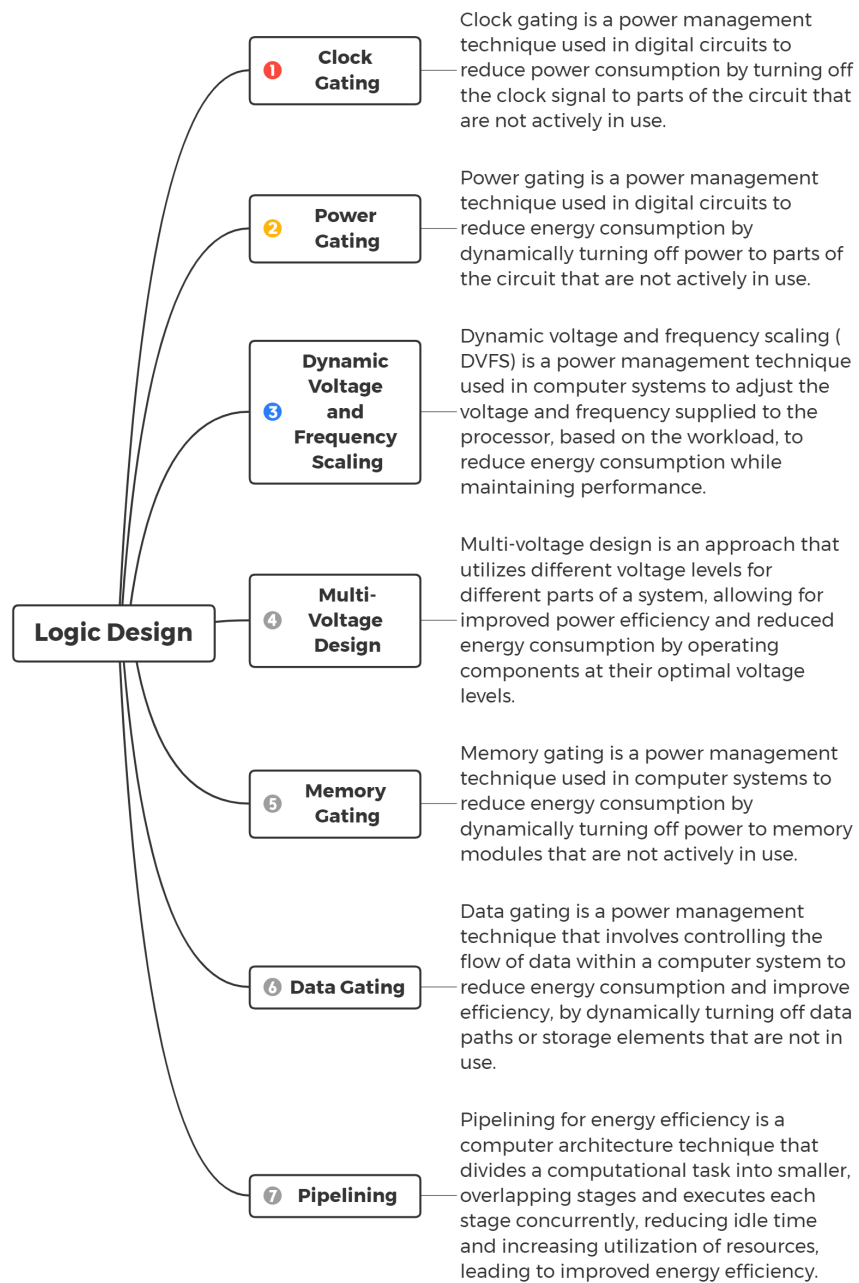 Logic Design
1
Clock
Gating
Clock gating is a power management
technique used in digital circuits to
reduce power consumption by turning off
the clock signal to parts of the circuit that
are not actively in use.
2
Power
Gating
Power gating is a power management
technique used in digital circuits to
reduce energy consumption by
dynamically turning off power to parts of
the circuit that are not actively in use.
3
Dynamic
Voltage
and
Frequency
Scaling
Dynamic voltage and frequency scaling (
DVFS) is a power management technique
used in computer systems to adjust the
voltage and frequency supplied to the
processor, based on the workload, to
reduce energy consumption while
maintaining performance.
4
Multi-
Voltage
Design
Multi-voltage design is an approach that
utilizes different voltage levels for
different parts of a system, allowing for
improved power efficiency and reduced
energy consumption by operating
components at their optimal voltage
levels.
5
Memory
Gating
Memory gating is a power management
technique used in computer systems to
reduce energy consumption by
dynamically turning off power to memory
modules that are not actively in use.
6
Data Gating
Data gating is a power management
technique that involves controlling the
flow of data within a computer system to
reduce energy consumption and improve
efficiency, by dynamically turning off data
paths or storage elements that are not in
use.
7
Pipelining
Pipelining for energy efficiency is a
computer architecture technique that
divides a computational task into smaller,
overlapping stages and executes each
stage concurrently, reducing idle time
and increasing utilization of resources,
leading to improved energy efficiency.